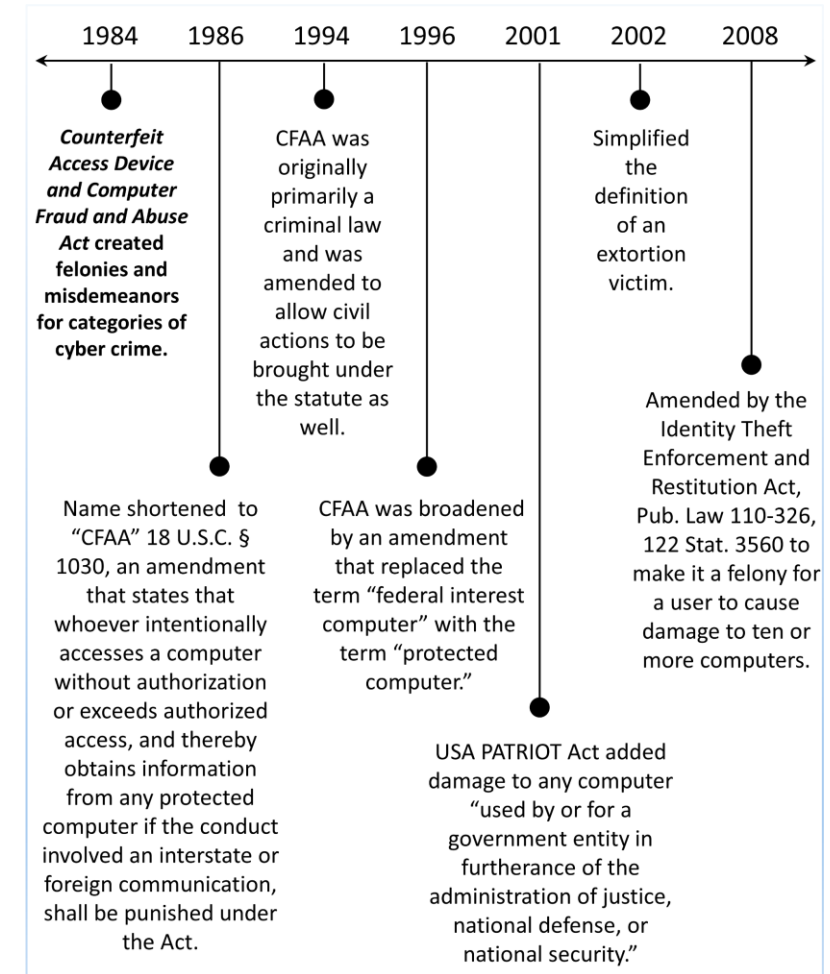 1984 1986 1994 1996 2001 2002 2008
Counterfeit
Access Device
and Computer
Fraud and Abuse
Act created
felonies and
misdemeanors
for categories of
cyber crime.
Name shortened to
“CFAA” 18 U.S.C. §
1030, an amendment
that states that
whoever intentionally
accesses a computer
without authorization
or exceeds authorized
access, and thereby
obtains information
from any protected
computer if the conduct
involved an interstate or
foreign communication,
shall be punished under
the Act.
CFAA was
originally
primarily a
criminal law
and was
amended to
allow civil
actions to be
brought under
the statute as
well.
CFAA was broadened
by an amendment
that replaced the
term “federal interest
computer” with the
term “protected
computer.”
USA PATRIOT Act added
damage to any computer
“used by or for a
government entity in
furtherance of the
administration of justice,
national defense, or
national security.”
Simplified
the
definition
of an
extortion
victim.
Amended by the
Identity Theft
Enforcement and
Restitution Act,
Pub. Law 110-326,
122 Stat. 3560 to
make it a felony for
a user to cause
damage to ten or
more computers.